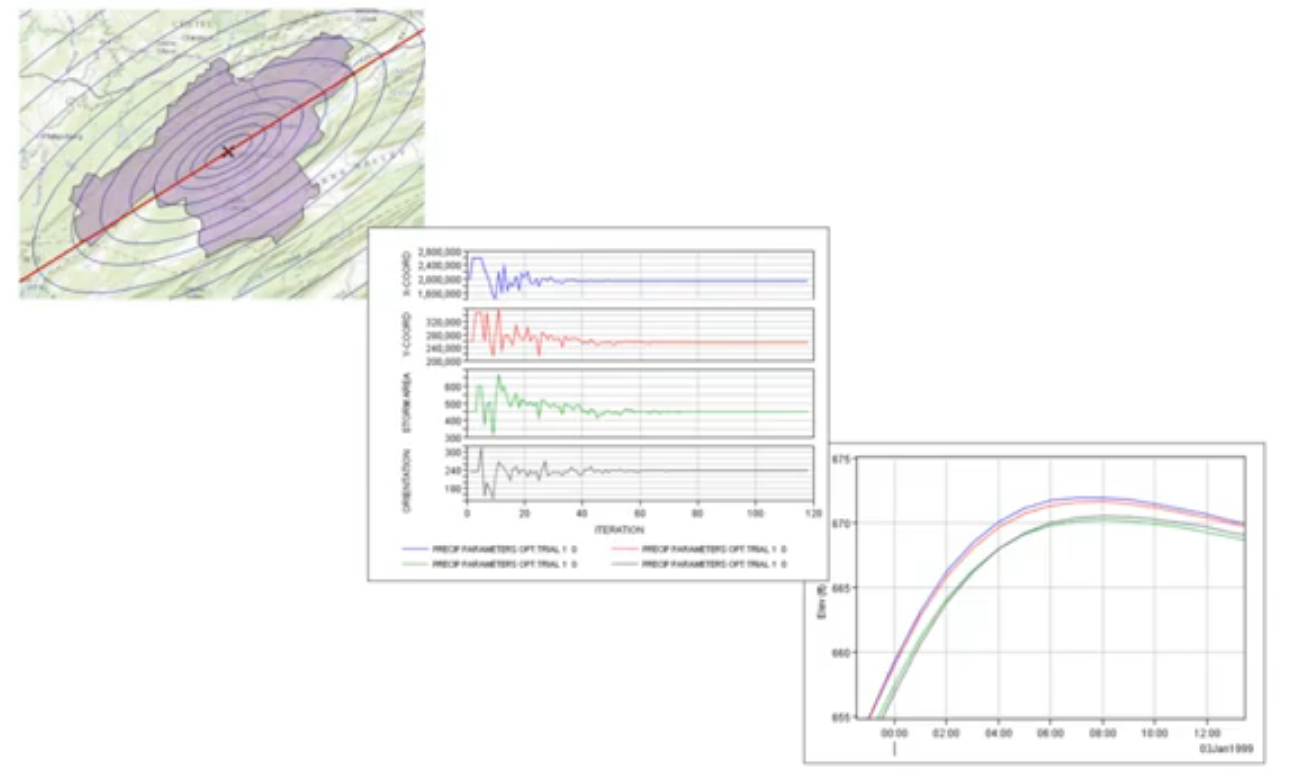 CENTRE
X-COORD
2,800,000
2,400,000
2,000,000
1,600,000
Y-COORD
320,000
280,000
240,000
200,000
STORM AREA
600
500
400
300
ORIENTATION
300
240
180
0 20 40 60 80 100 120
ITERATION
PRECIP PARAMETERS OPT TRIAL 1 0 PRECIP PARAMETERS OPT TRIAL 1 0
PRECIP PARAMETERS OPT TRIAL 1 0 PRECIP PARAMETERS OPT TRIAL 1 0
Elev (ft)
675
670
665
660
655
00:00 02:00 04:00 06:00 08:00 10:00 12:00
03Jan1999